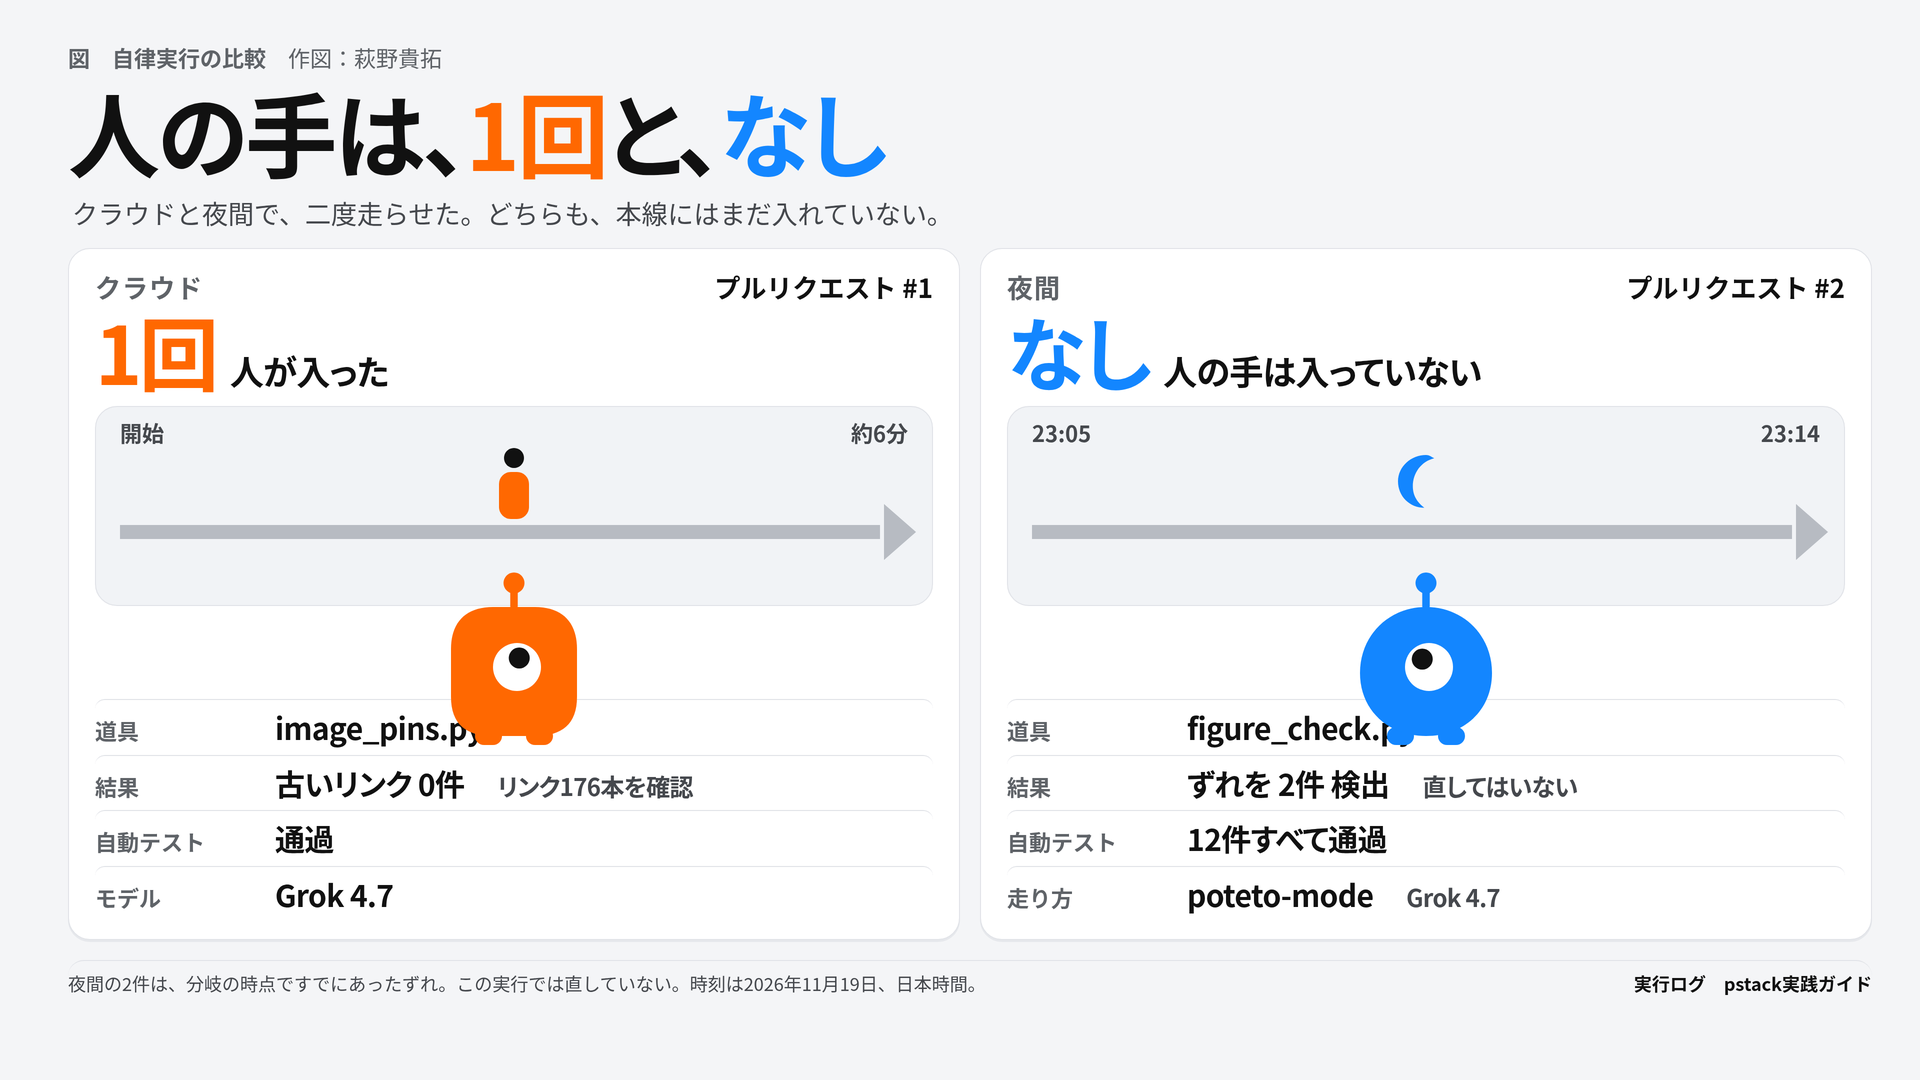 図　自律実行の比較　作図：萩野貴拓
人の手は、1回と、なし
クラウドと夜間で、二度走らせた。どちらも、本線にはまだ入れていない。
クラウド　プルリクエスト #1
1回 人が入った
開始　約6分
道具　image_pins.py
結果　古いリンク 0件　リンク176本を確認
自動テスト　通過
モデル　Grok 4.7
夜間　プルリクエスト #2
なし 人の手は入っていない
23:05　23:14
道具　figure_check.py
結果　ずれを 2件 検出　直してはいない
自動テスト　12件すべて通過
走り方　poteto-mode　Grok 4.7
夜間の2件は、分岐の時点ですでにあったずれ。この実行では直していない。時刻は2026年11月19日、日本時間。
実行ログ　pstack実践ガイド